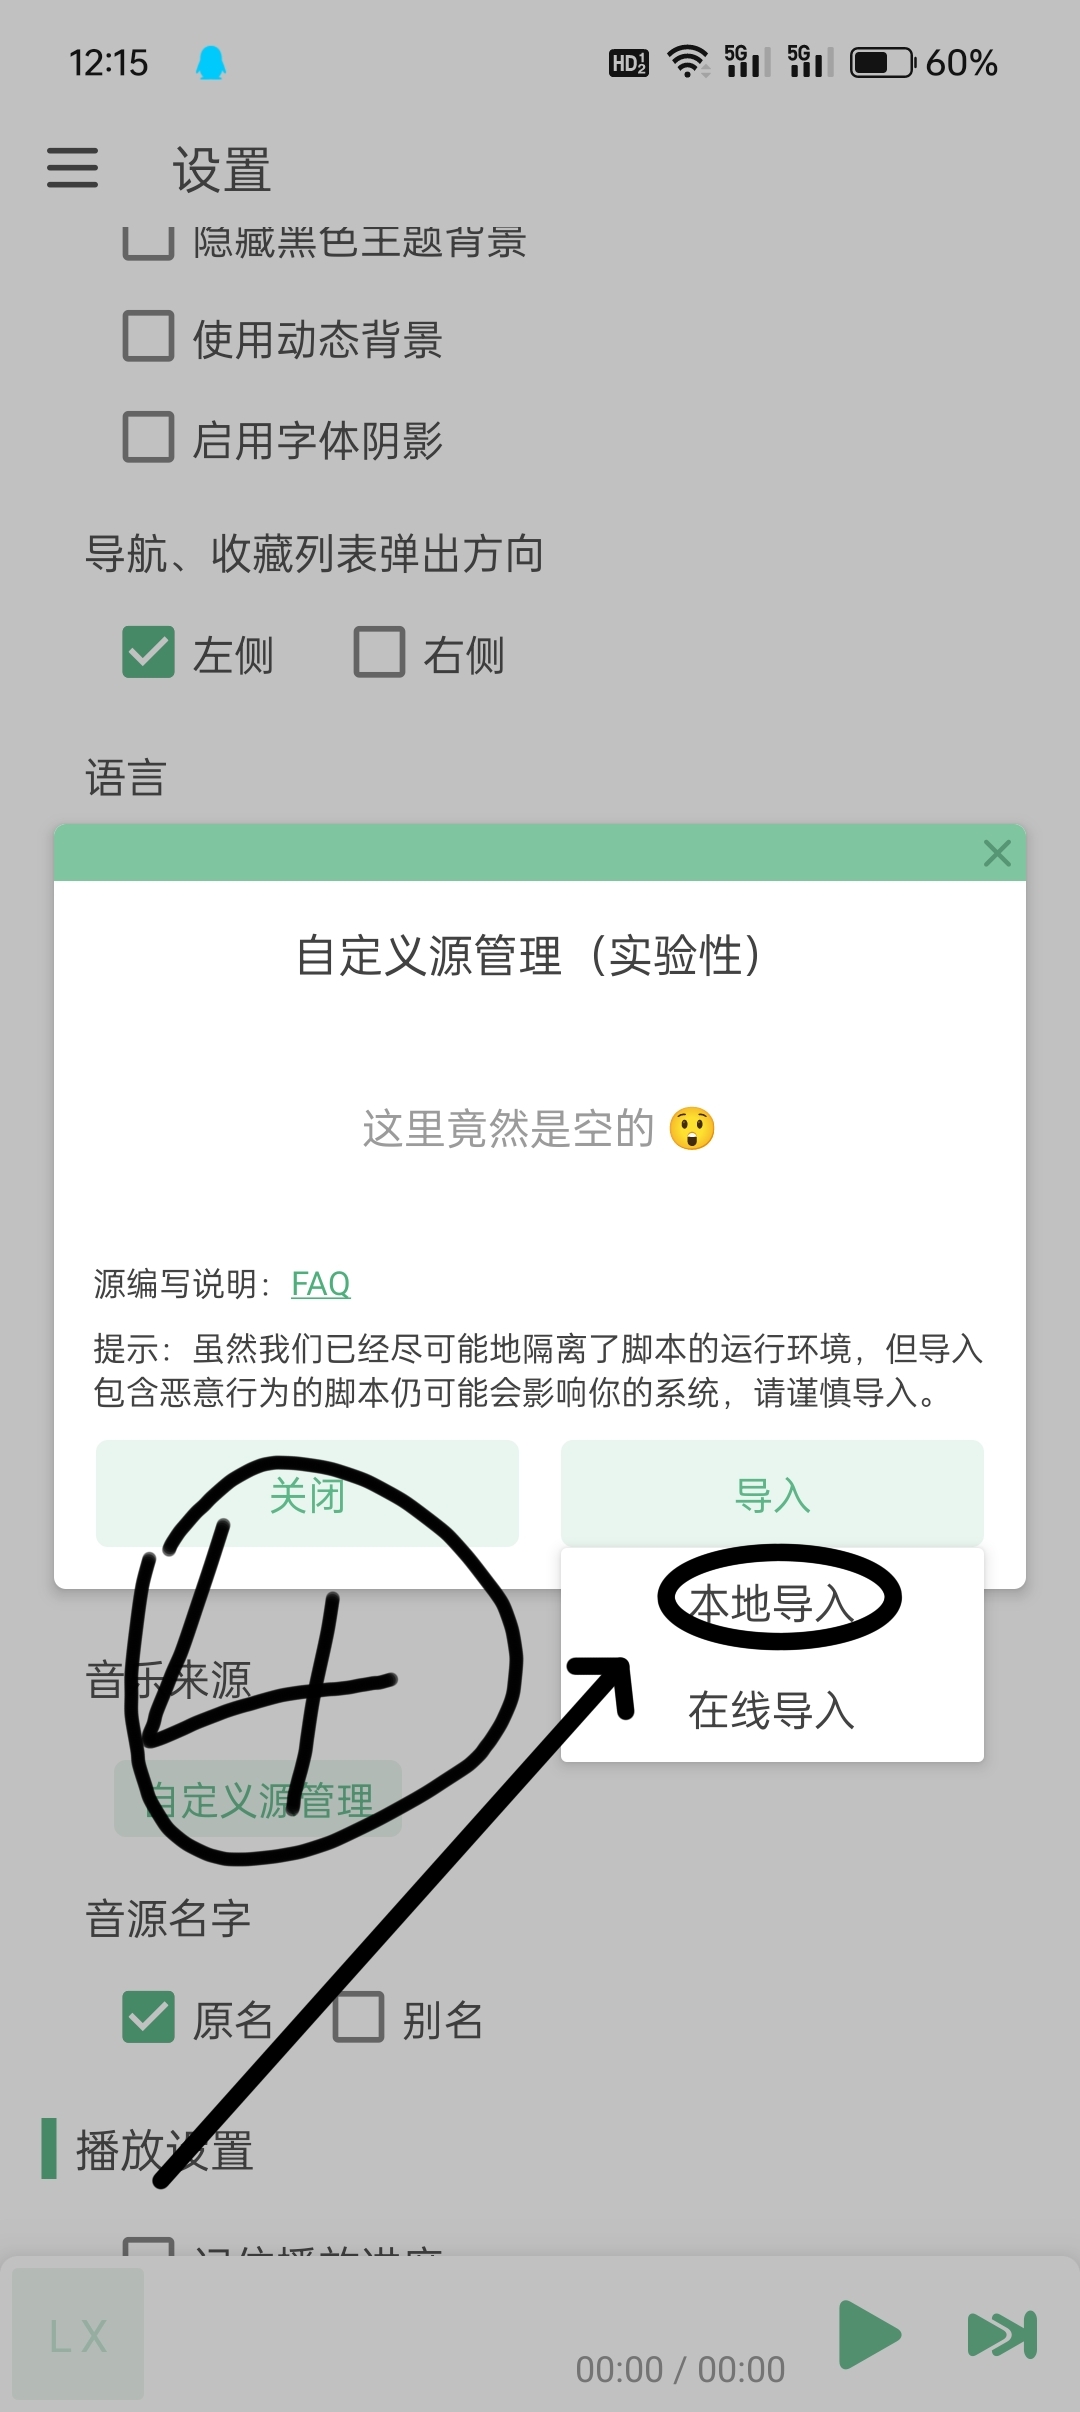 12:15 HD 1 2 5G 5G 60%
设置
隐藏黑色主题背景
使用动态背景
启用字体阴影
导航、收藏列表弹出方向
左侧 右侧
语言
自定义源管理（实验性）
这里竟然是空的 😲
源编写说明：FAQ
提示：虽然我们已经尽可能地隔离了脚本的运行环境，但导入
包含恶意行为的脚本仍可能会影响你的系统，请谨慎导入。
关闭 导入
本地导入
在线导入
4
音乐来源
自定义源管理
音源名字
原名 别名
播放设置
记住播放进度
LX
00:00 / 00:00